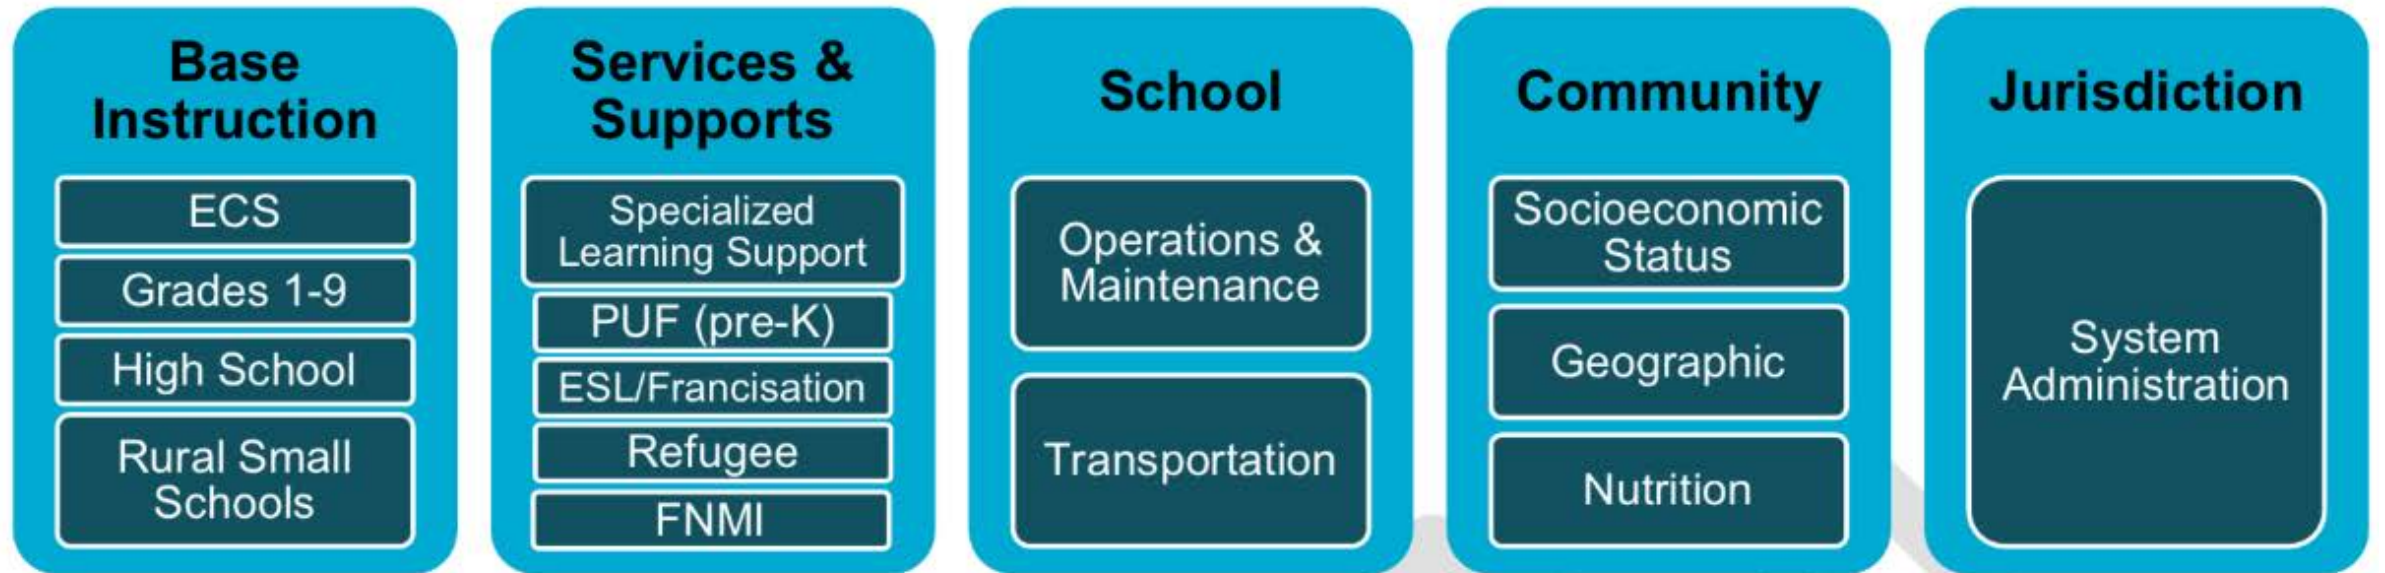 Base
Instruction
ECS
Grades 1-9
High School
Rural Small
Schools
Services &
Supports
Specialized
Learning Support
PUF (pre-K)
ESL/Francisation
Refugee
FNMI
School
Operations &
Maintenance
Transportation
Community
Socioeconomic
Status
Geographic
Nutrition
Jurisdiction
System
Administration